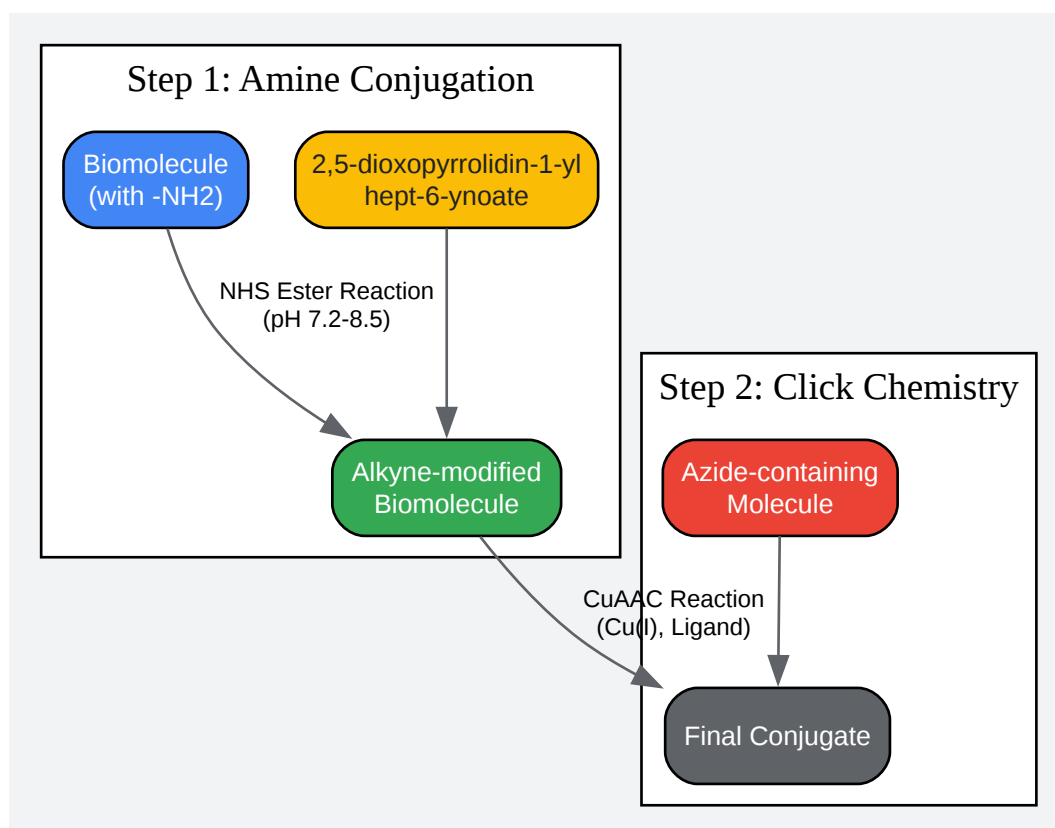 Step 1: Amine Conjugation
Biomolecule
(with -NH2)
2,5-dioxopyrrolidin-1-yl
hept-6-ynoate
NHS Ester Reaction
(pH 7.2-8.5)
Alkyne-modified
Biomolecule
Step 2: Click Chemistry
Azide-containing
Molecule
CuAAC Reaction
(Cu(I), Ligand)
Final Conjugate